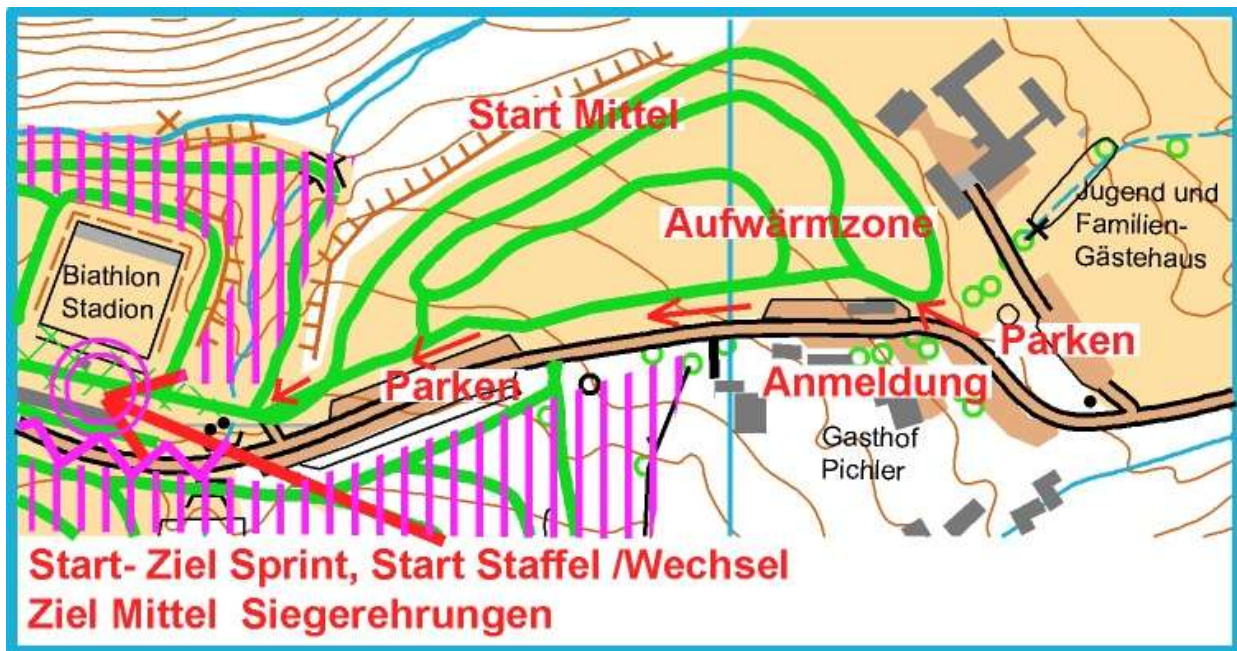 Start Mittel
Aufwärmzone
Jugend und
Familien-
Gästehaus
Biathlon
Stadion
Parken
Parken
Anmeldung
Gasthof
Pichler
Start- Ziel Sprint, Start Staffel /Wechsel
Ziel Mittel Siegerehrungen